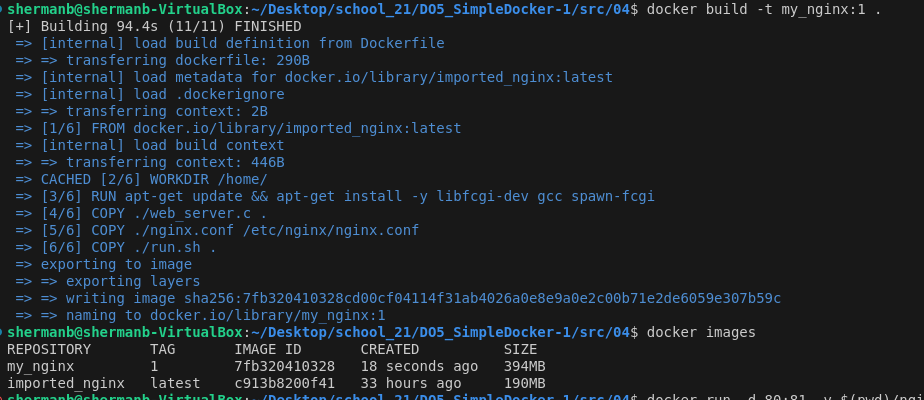 shermanb@shermanb-VirtualBox:~/Desktop/school_21/DO5_SimpleDocker-1/src/04$ docker build -t my_nginx:1 .
[+] Building 94.4s (11/11) FINISHED
=> [internal] load build definition from Dockerfile
=> => transferring dockerfile: 290B
=> [internal] load metadata for docker.io/library/imported_nginx:latest
=> [internal] load .dockerignore
=> => transferring context: 2B
=> [1/6] FROM docker.io/library/imported_nginx:latest
=> [internal] load build context
=> => transferring context: 446B
=> CACHED [2/6] WORKDIR /home/
=> [3/6] RUN apt-get update && apt-get install -y libfcgi-dev gcc spawn-fcgi
=> [4/6] COPY ./web_server.c .
=> [5/6] COPY ./nginx.conf /etc/nginx/nginx.conf
=> [6/6] COPY ./run.sh .
=> exporting to image
=> => exporting layers
=> => writing image sha256:7fb320410328cd00cf04114f31ab4026a0e8e9a0e2c00b71e2de6059e307b59c
=> => naming to docker.io/library/my_nginx:1
shermanb@shermanb-VirtualBox:~/Desktop/school_21/DO5_SimpleDocker-1/src/04$ docker images
REPOSITORY TAG IMAGE ID CREATED SIZE
my_nginx 1 7fb320410328 18 seconds ago 394MB
imported_nginx latest c913b8200f41 33 hours ago 190MB
shermanb@shermanb-VirtualBox:~/Desktop/school_21/DO5_SimpleDocker-1/src/04$ docker run -d 80:81 -v $(pwd)/